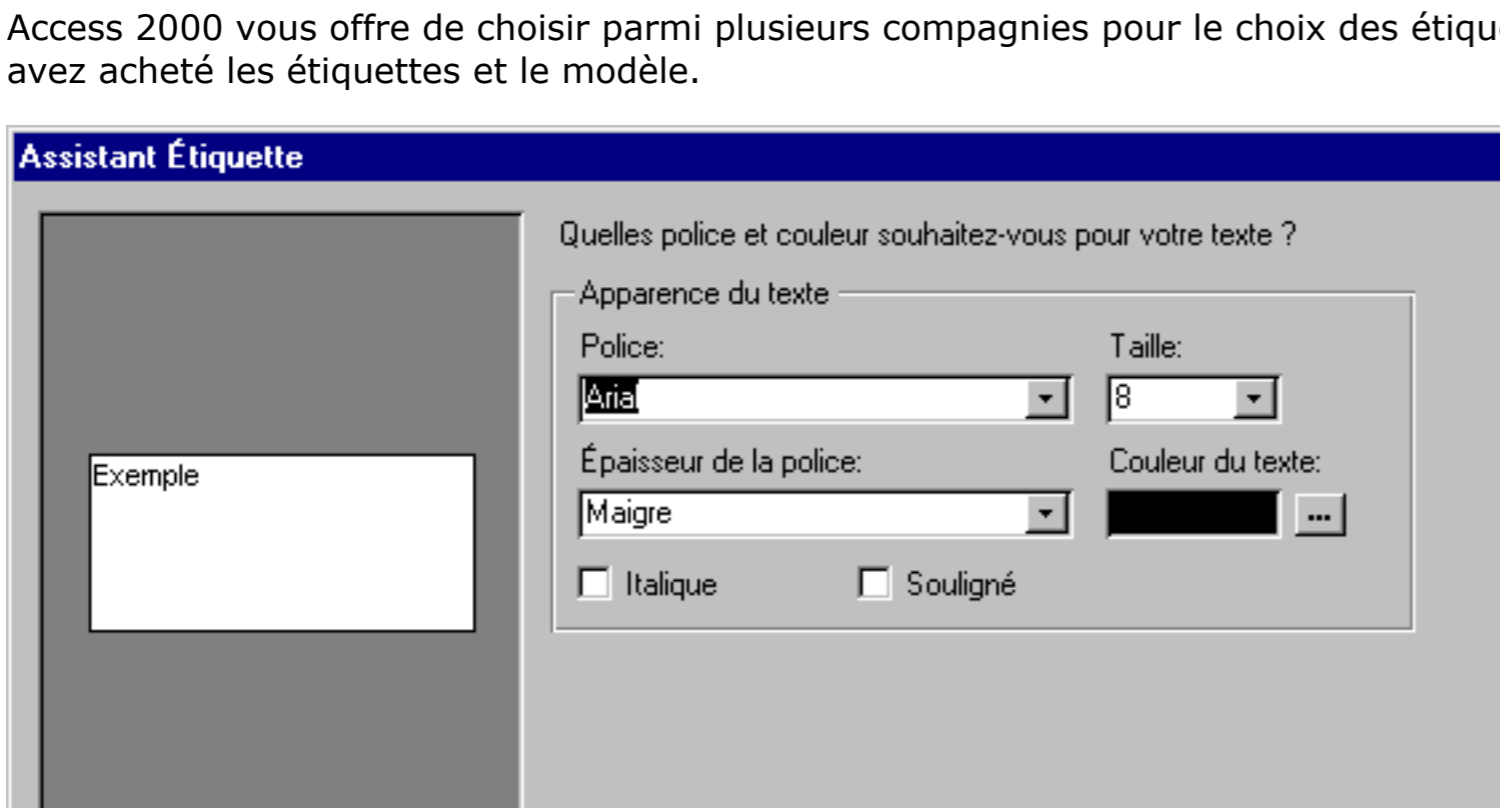 Access 2000 vous offre de choisir parmi plusieurs compagnies pour le choix des
avez acheté les étiquettes et le modèle.
Assistant Étiquette
Quelles police et couleur souhaitez-vous pour votre texte ?
Apparence du texte
Police:
Taille:
Arial
8
Épaisseur de la police:
Couleur du texte:
Exemple
Maigre
...
Italique
Souligné